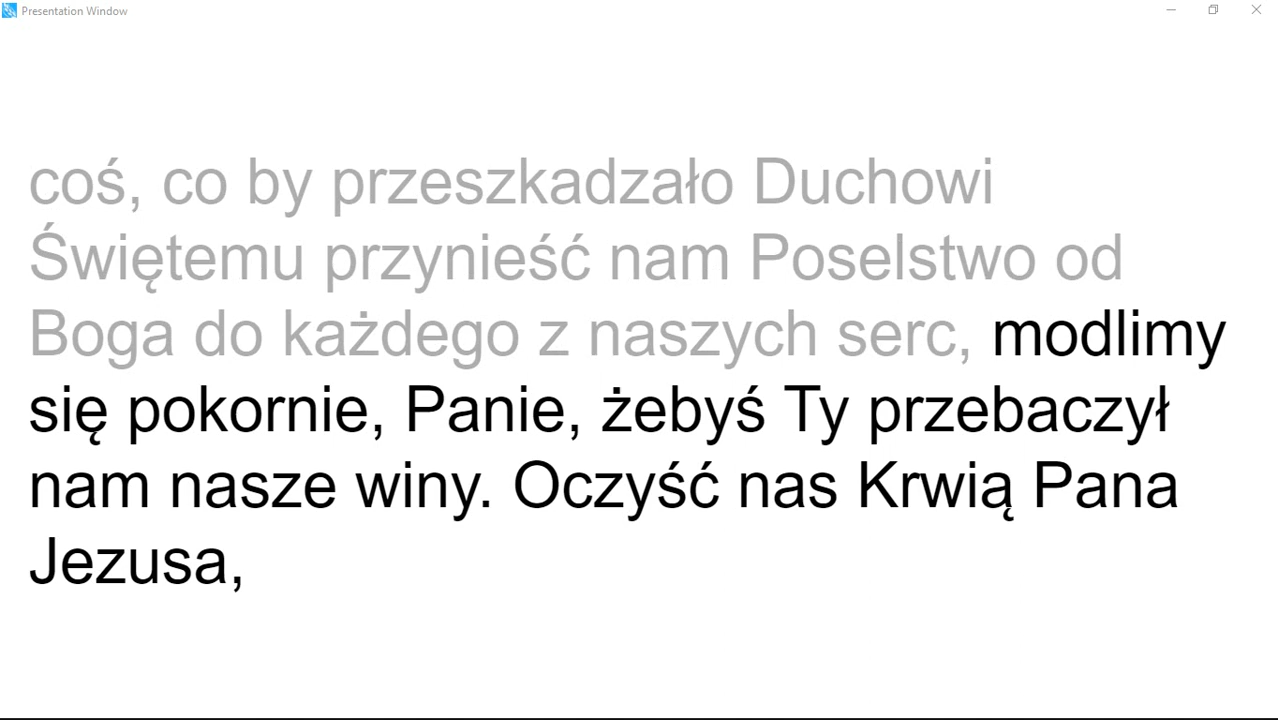 Presentation Window
coś, co by przeszkadzało Duchowi
Świętemu przynieść nam Poselstwo od
Boga do każdego z naszych serc, modlimy
się pokornie, Panie, żebyś Ty przebaczył
nam nasze winy. Oczyść nas Krwią Pana
Jezusa,